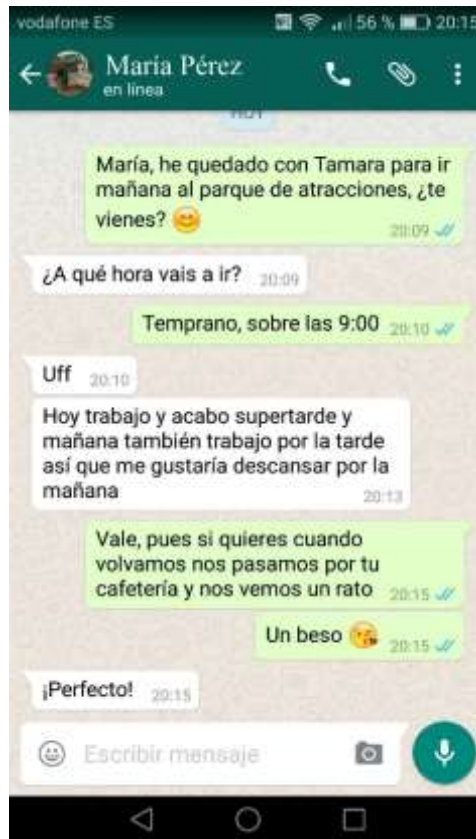 vodafone ES 56 % 20:15
María Pérez
en línea
HOY
María, he quedado con Tamara para ir
mañana al parque de atracciones, ¿te
vienes?
20:09
¿A qué hora vais a ir? 20:09
Temprano, sobre las 9:00 20:10
Uff 20:10
Hoy trabajo y acabo supertarde y
mañana también trabajo por la tarde
así que me gustaría descansar por la
mañana
20:13
Vale, pues si quieres cuando
volvamos nos pasamos por tu
cafetería y nos vemos un rato 20:15
Un beso 20:15
¡Perfecto! 20:15
Escribir mensaje